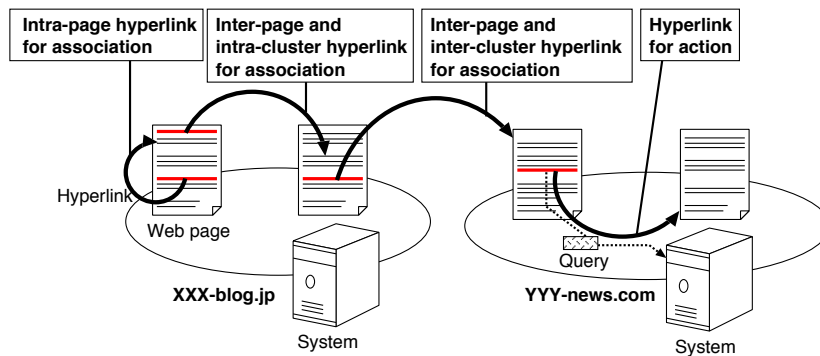 Intra-page hyperlink
for association
Inter-page and
intra-cluster hyperlink
for association
Inter-page and
inter-cluster hyperlink
for association
Hyperlink
for action
Hyperlink
Web page
Query
XXX-blog.jp
YYY-news.com
System
System